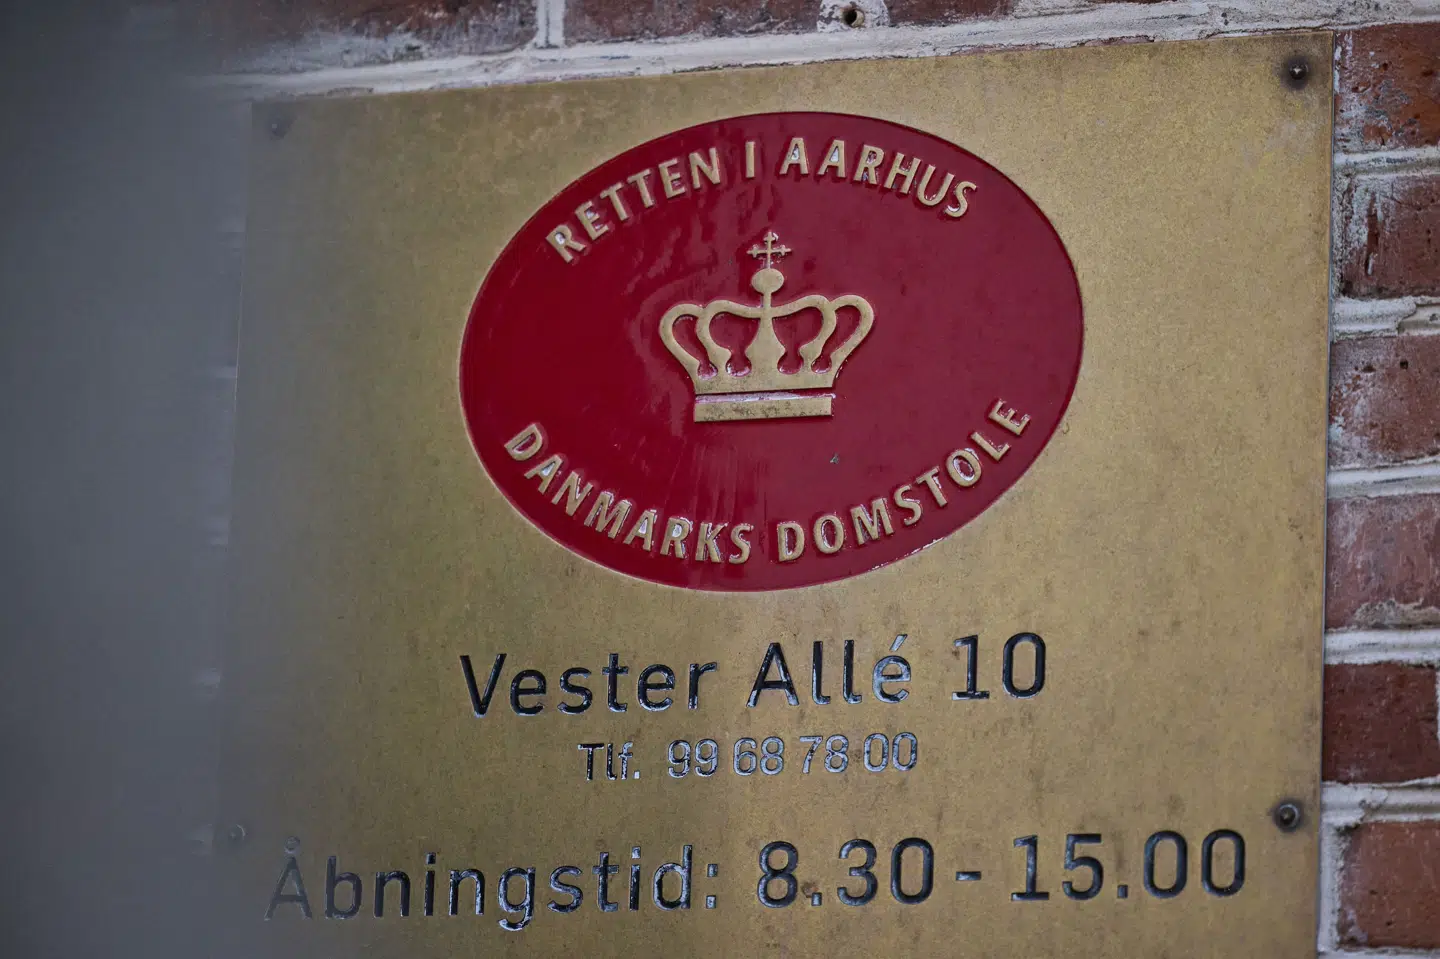 RETTEN I AARHUS
DANMARKS DOMSTOLE
Vester Allé 10
Tlf. 99 68 78 00
Åbningstid: 8.30 - 15.00